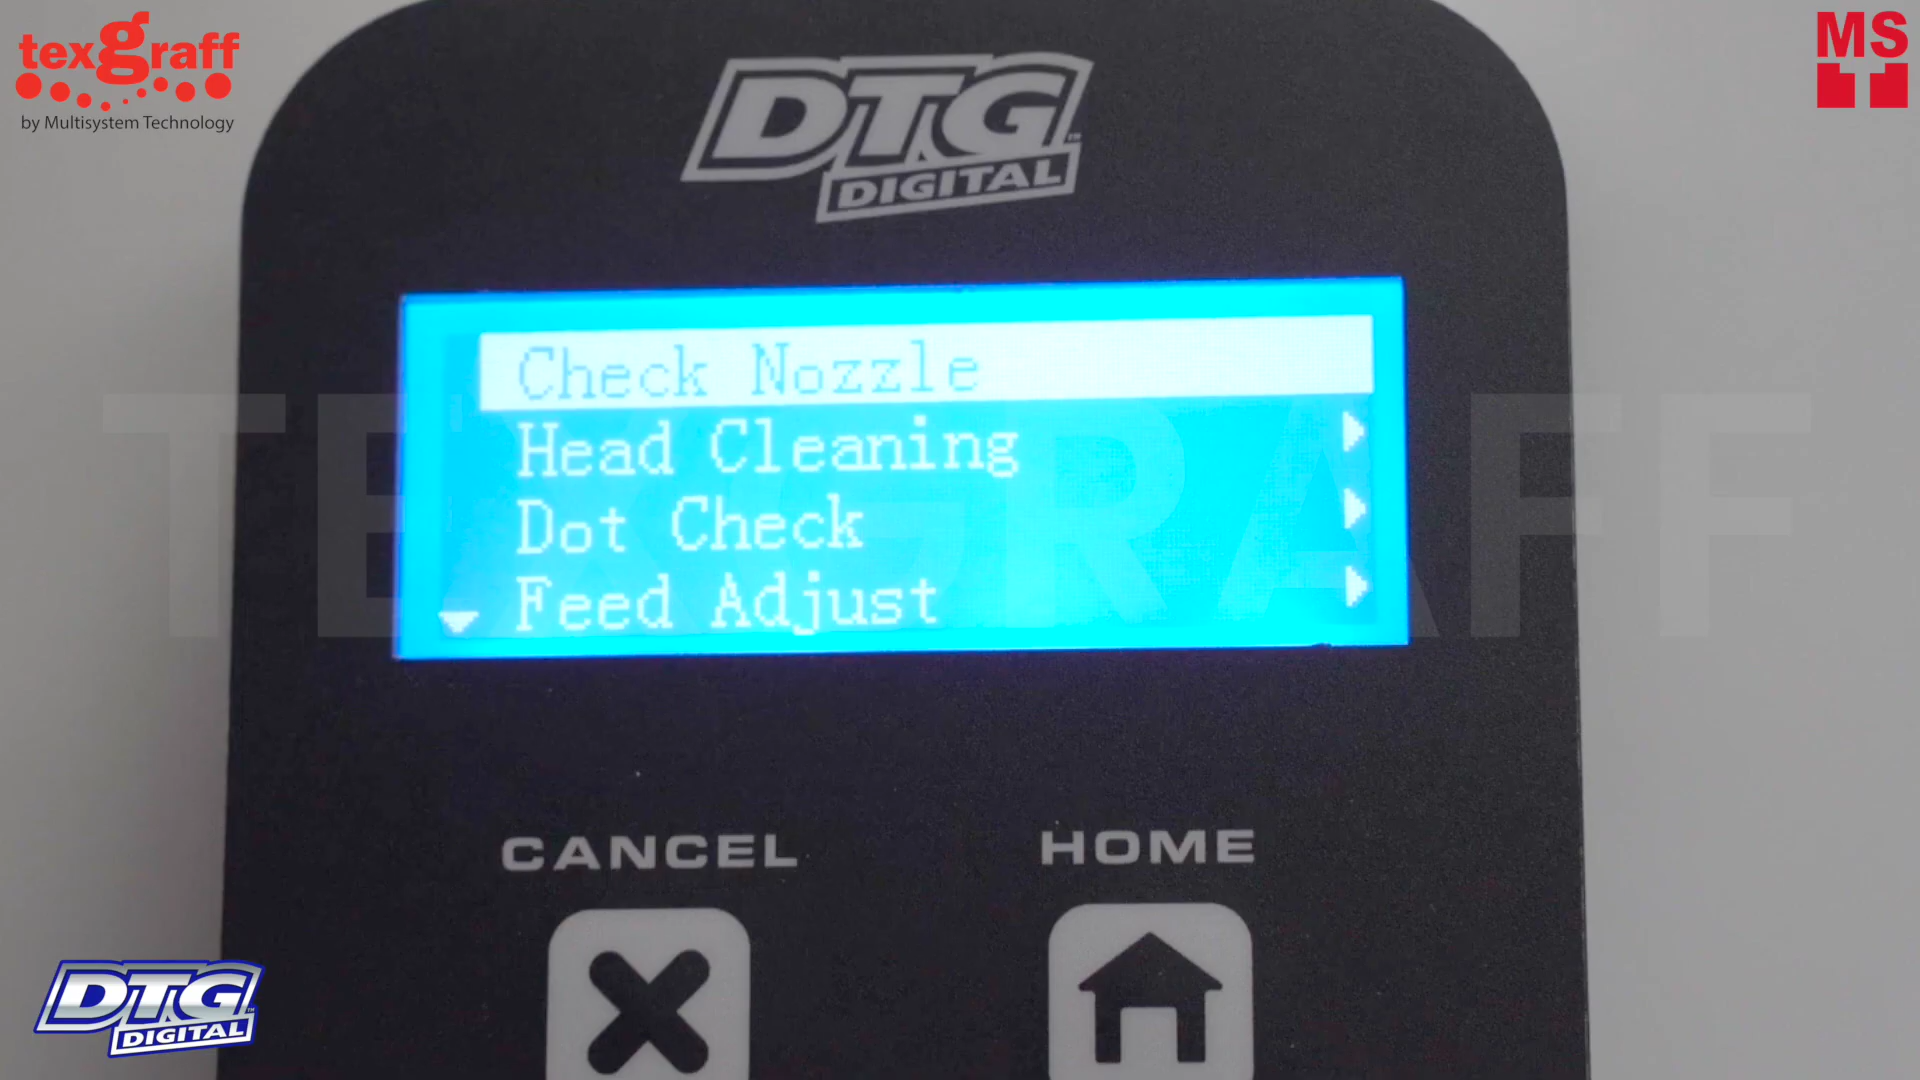 texgraff
by Multisystem Technology
MS
DTG
DIGITAL
Check Nozzle
Head Cleaning
Dot Check
Feed Adjust
TEXGRAFF
CANCEL
HOME
DTG
DIGITAL